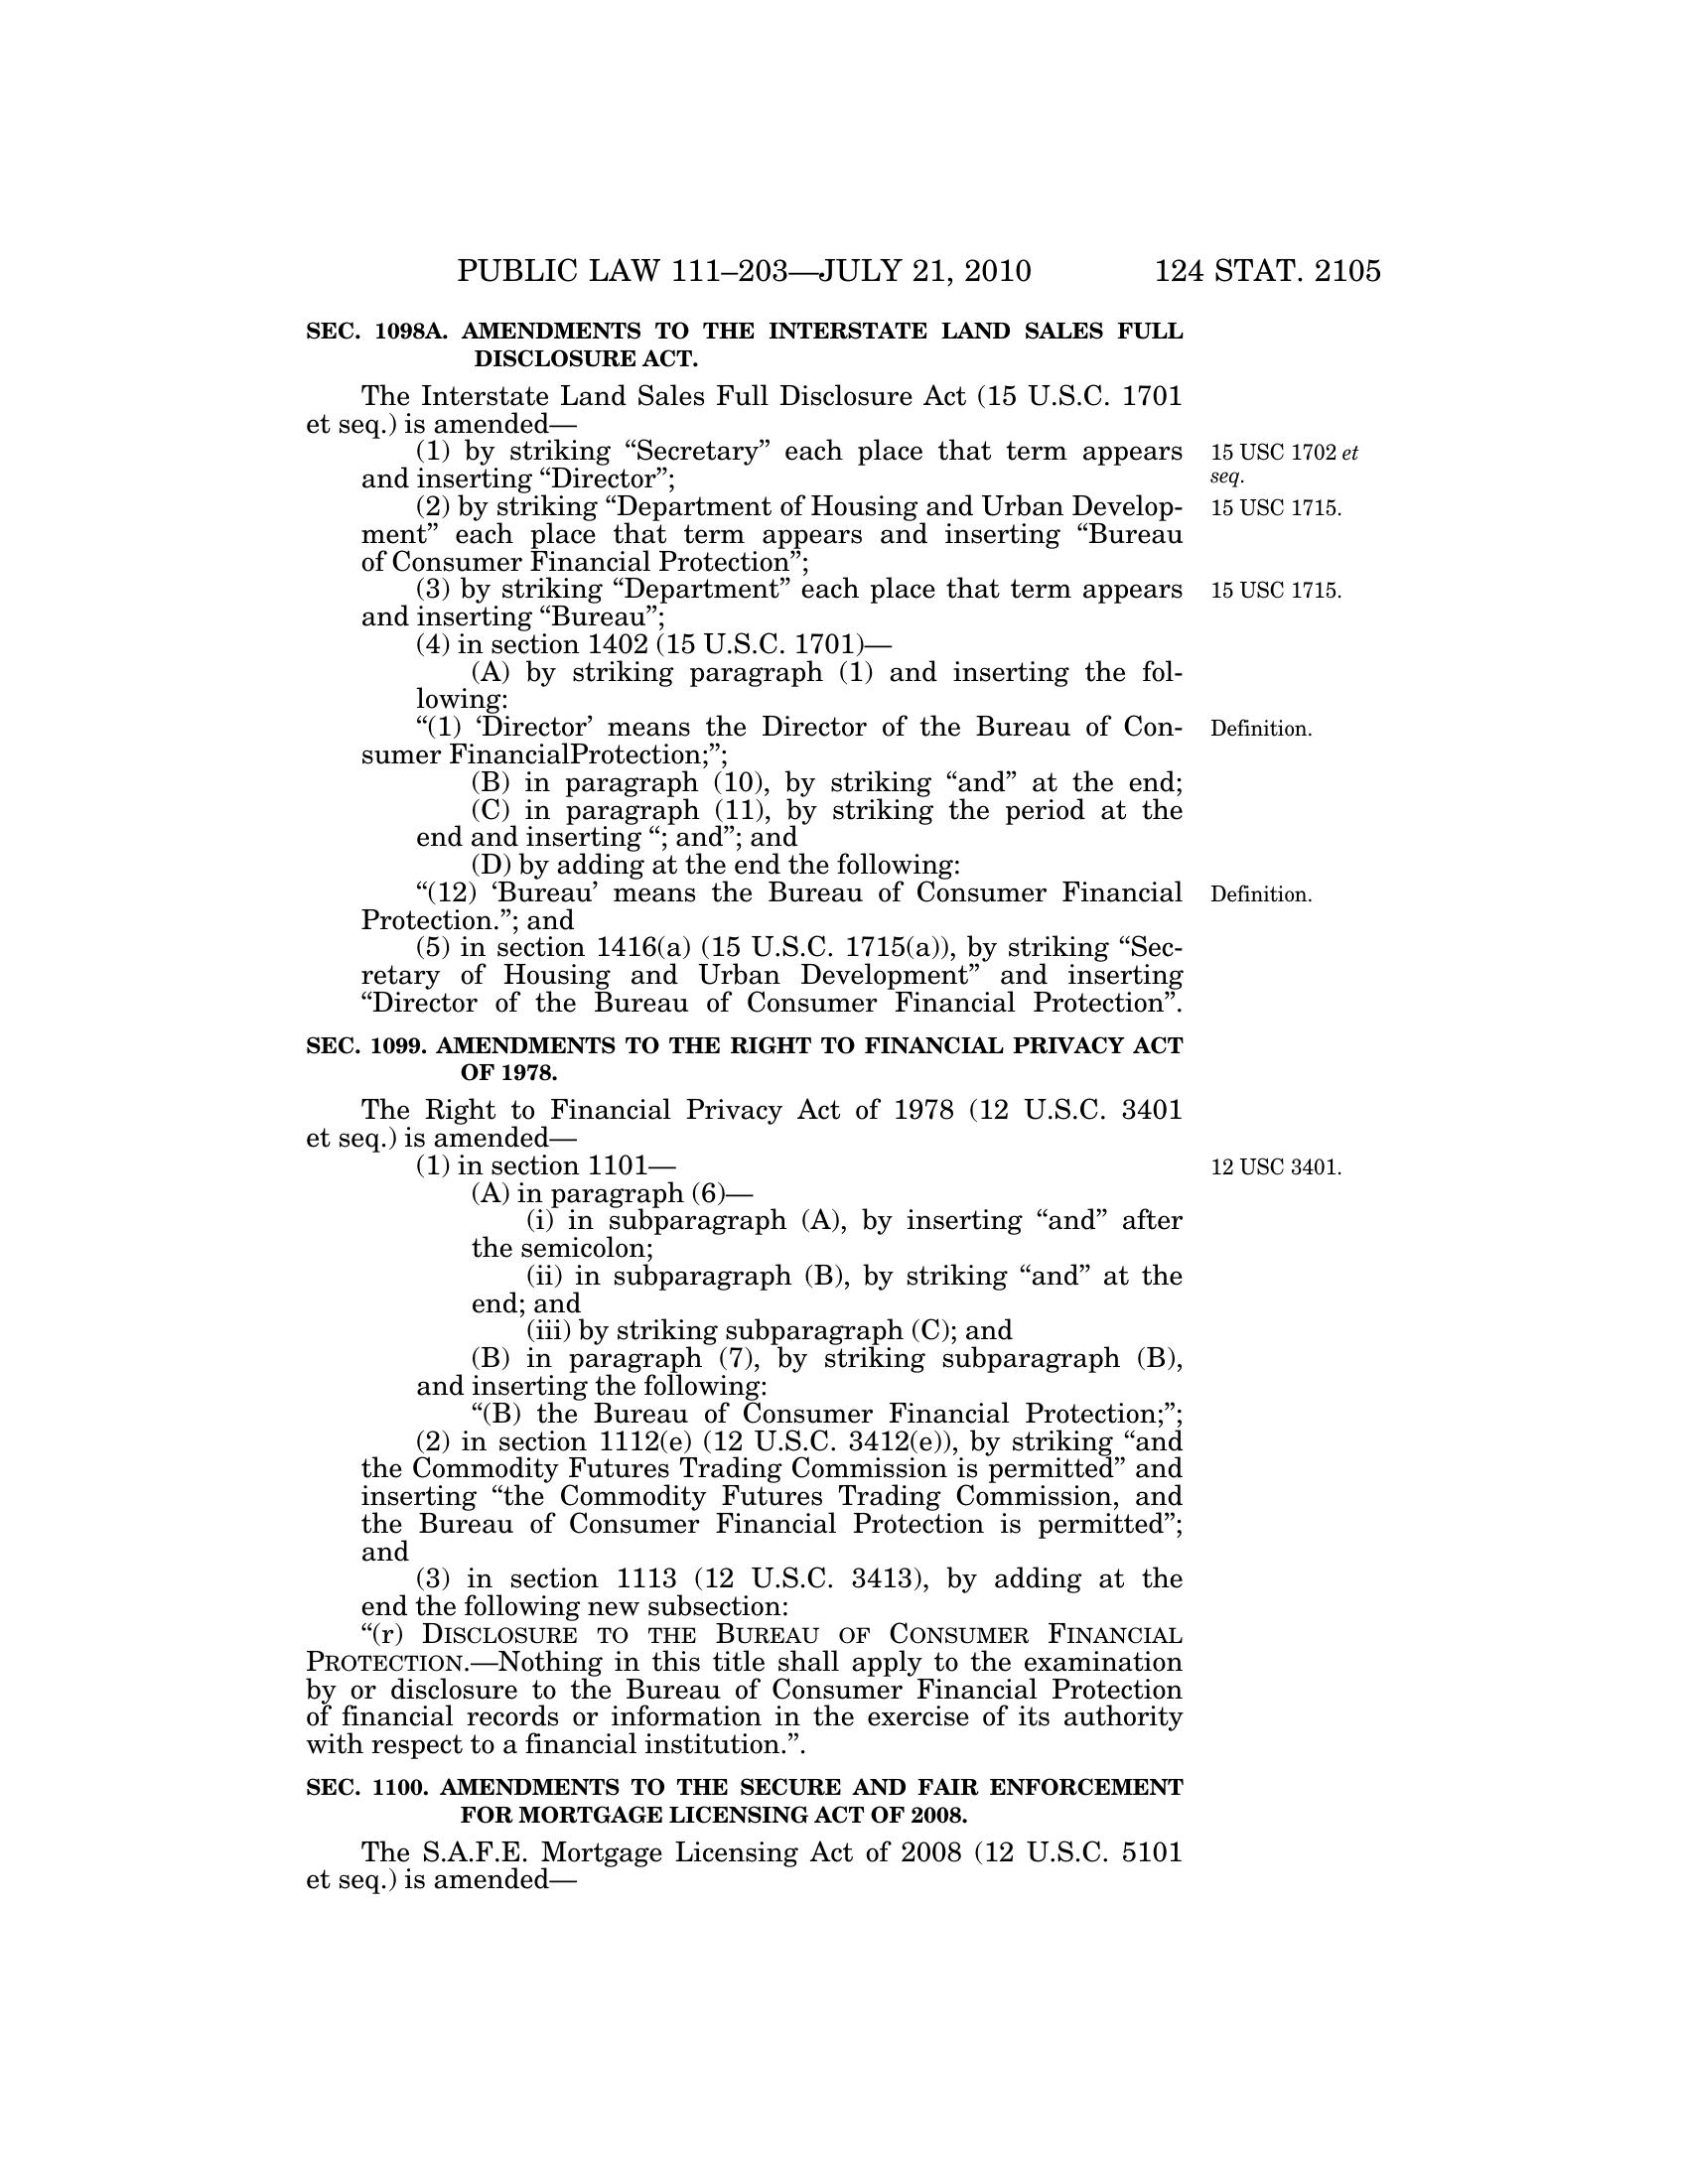 PUBLIC LAW 111–203—JULY 21, 2010 124 STAT. 2105
SEC. 1098A. AMENDMENTS TO THE INTERSTATE LAND SALES FULL
DISCLOSURE ACT.
The Interstate Land Sales Full Disclosure Act (15 U.S.C. 1701
et seq.) is amended—
(1) by striking “Secretary” each place that term appears
and inserting “Director”;
15 USC 1702 et
seq.
(2) by striking “Department of Housing and Urban Develop-
ment” each place that term appears and inserting “Bureau
of Consumer Financial Protection”;
15 USC 1715.
(3) by striking “Department” each place that term appears
and inserting “Bureau”;
15 USC 1715.
(4) in section 1402 (15 U.S.C. 1701)—
(A) by striking paragraph (1) and inserting the fol-
lowing:
“(1) ‘Director’ means the Director of the Bureau of Con-
sumer FinancialProtection;”;
Definition.
(B) in paragraph (10), by striking “and” at the end;
(C) in paragraph (11), by striking the period at the
end and inserting “; and”; and
(D) by adding at the end the following:
“(12) ‘Bureau’ means the Bureau of Consumer Financial
Protection.”; and
Definition.
(5) in section 1416(a) (15 U.S.C. 1715(a)), by striking “Sec-
retary of Housing and Urban Development” and inserting
“Director of the Bureau of Consumer Financial Protection”.
SEC. 1099. AMENDMENTS TO THE RIGHT TO FINANCIAL PRIVACY ACT
OF 1978.
The Right to Financial Privacy Act of 1978 (12 U.S.C. 3401
et seq.) is amended—
(1) in section 1101—
12 USC 3401.
(A) in paragraph (6)—
(i) in subparagraph (A), by inserting “and” after
the semicolon;
(ii) in subparagraph (B), by striking “and” at the
end; and
(iii) by striking subparagraph (C); and
(B) in paragraph (7), by striking subparagraph (B),
and inserting the following:
“(B) the Bureau of Consumer Financial Protection;”;
(2) in section 1112(e) (12 U.S.C. 3412(e)), by striking “and
the Commodity Futures Trading Commission is permitted” and
inserting “the Commodity Futures Trading Commission, and
the Bureau of Consumer Financial Protection is permitted”;
and
(3) in section 1113 (12 U.S.C. 3413), by adding at the
end the following new subsection:
“(r) DISCLOSURE TO THE BUREAU OF CONSUMER FINANCIAL
PROTECTION.—Nothing in this title shall apply to the examination
by or disclosure to the Bureau of Consumer Financial Protection
of financial records or information in the exercise of its authority
with respect to a financial institution.”.
SEC. 1100. AMENDMENTS TO THE SECURE AND FAIR ENFORCEMENT
FOR MORTGAGE LICENSING ACT OF 2008.
The S.A.F.E. Mortgage Licensing Act of 2008 (12 U.S.C. 5101
et seq.) is amended—